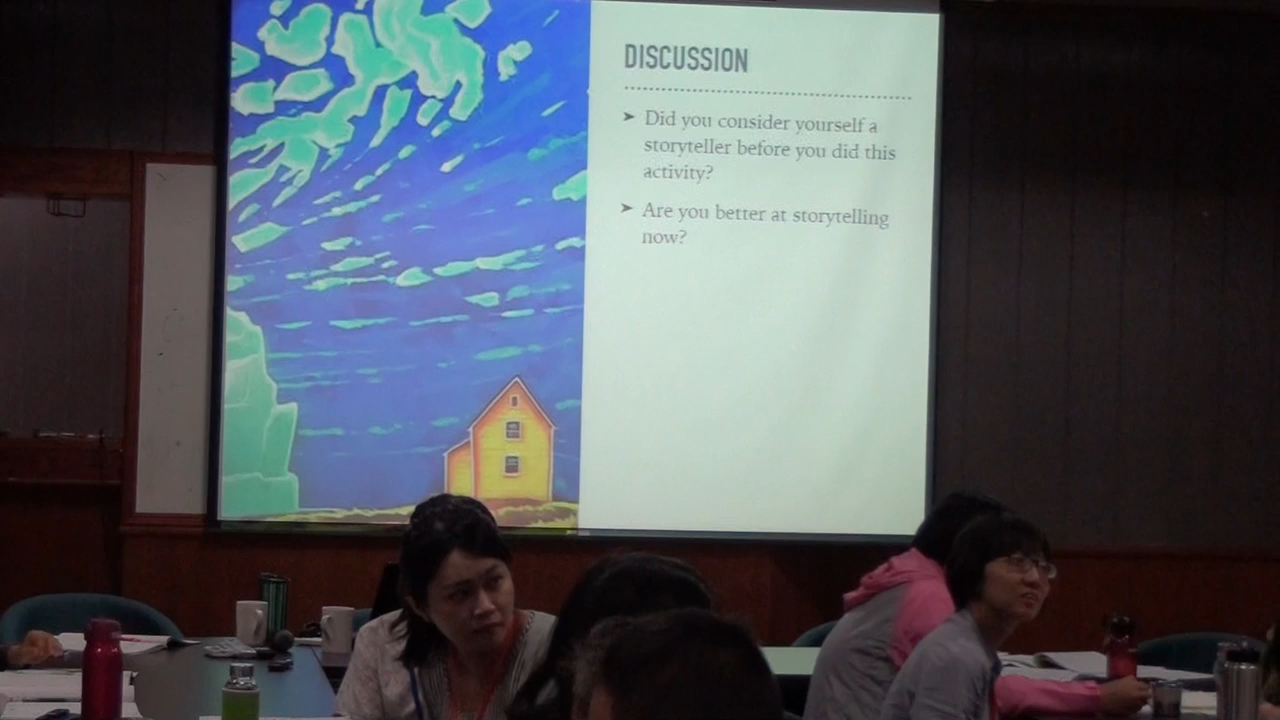 DISCUSSION
➤ Did you consider yourself a
storyteller before you did this
activity?
➤ Are you better at storytelling
now?